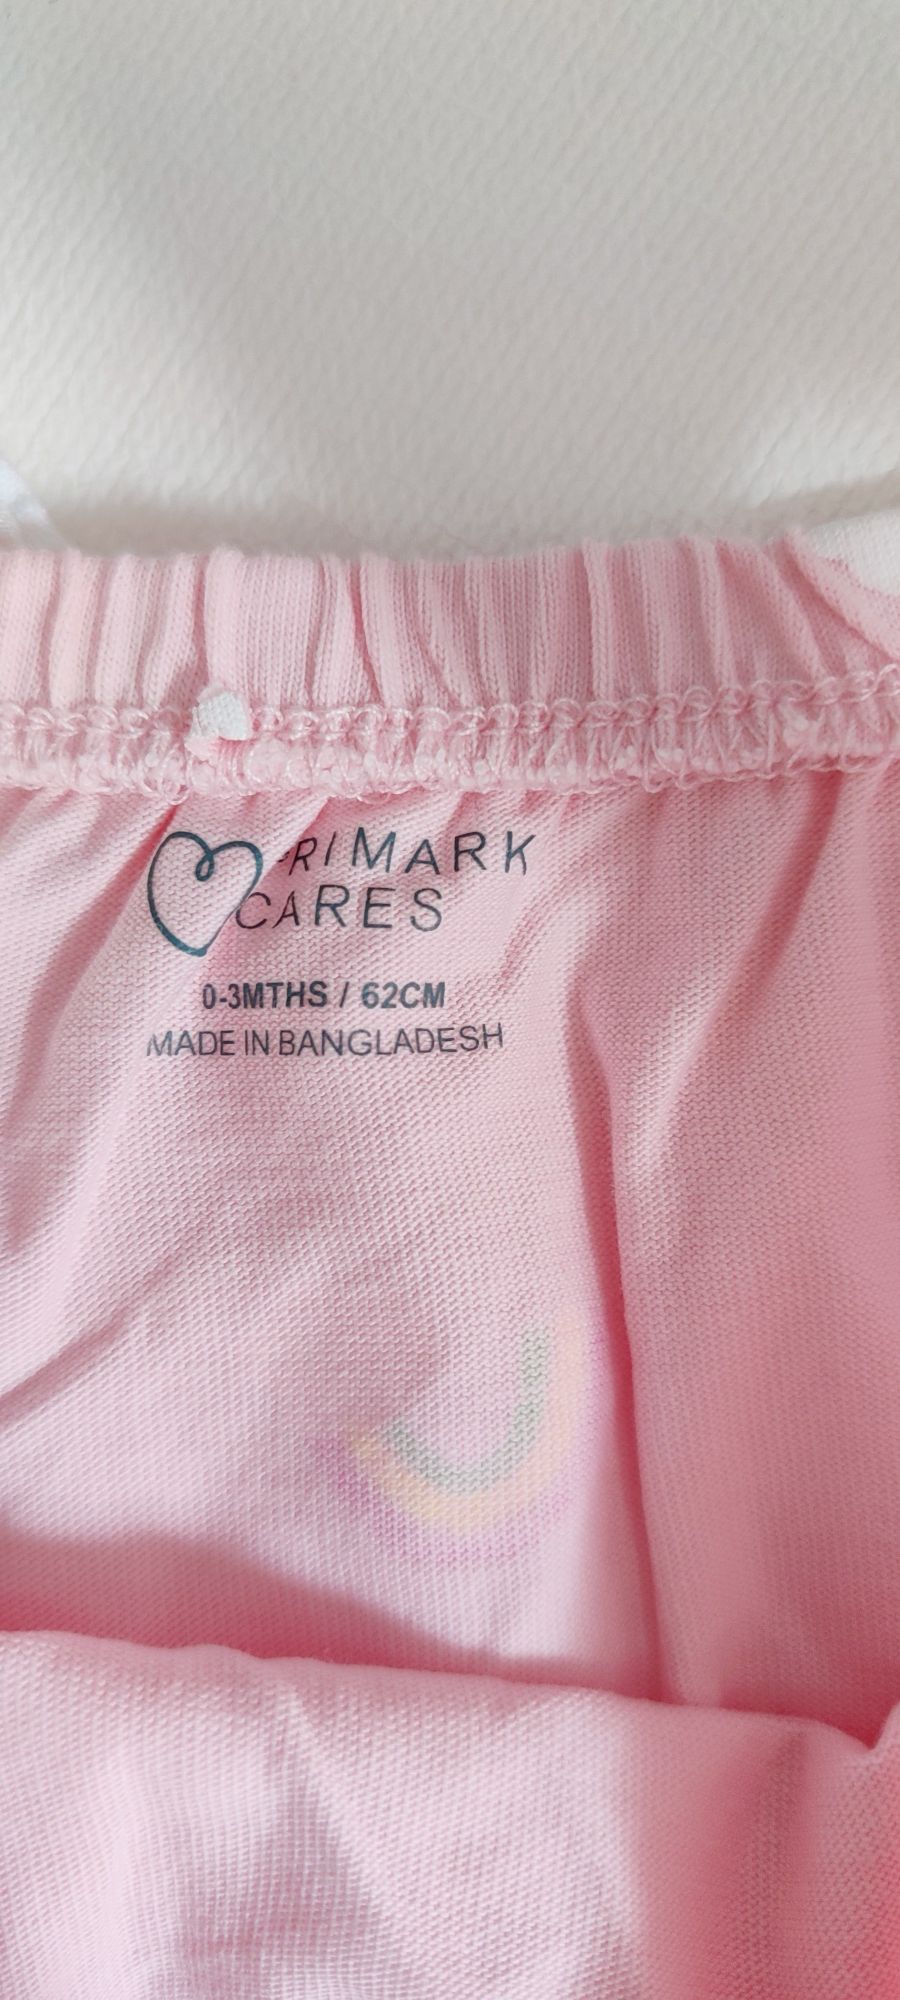 PRIMARK
CARES
0-3MTHS / 62CM
MADE IN BANGLADESH